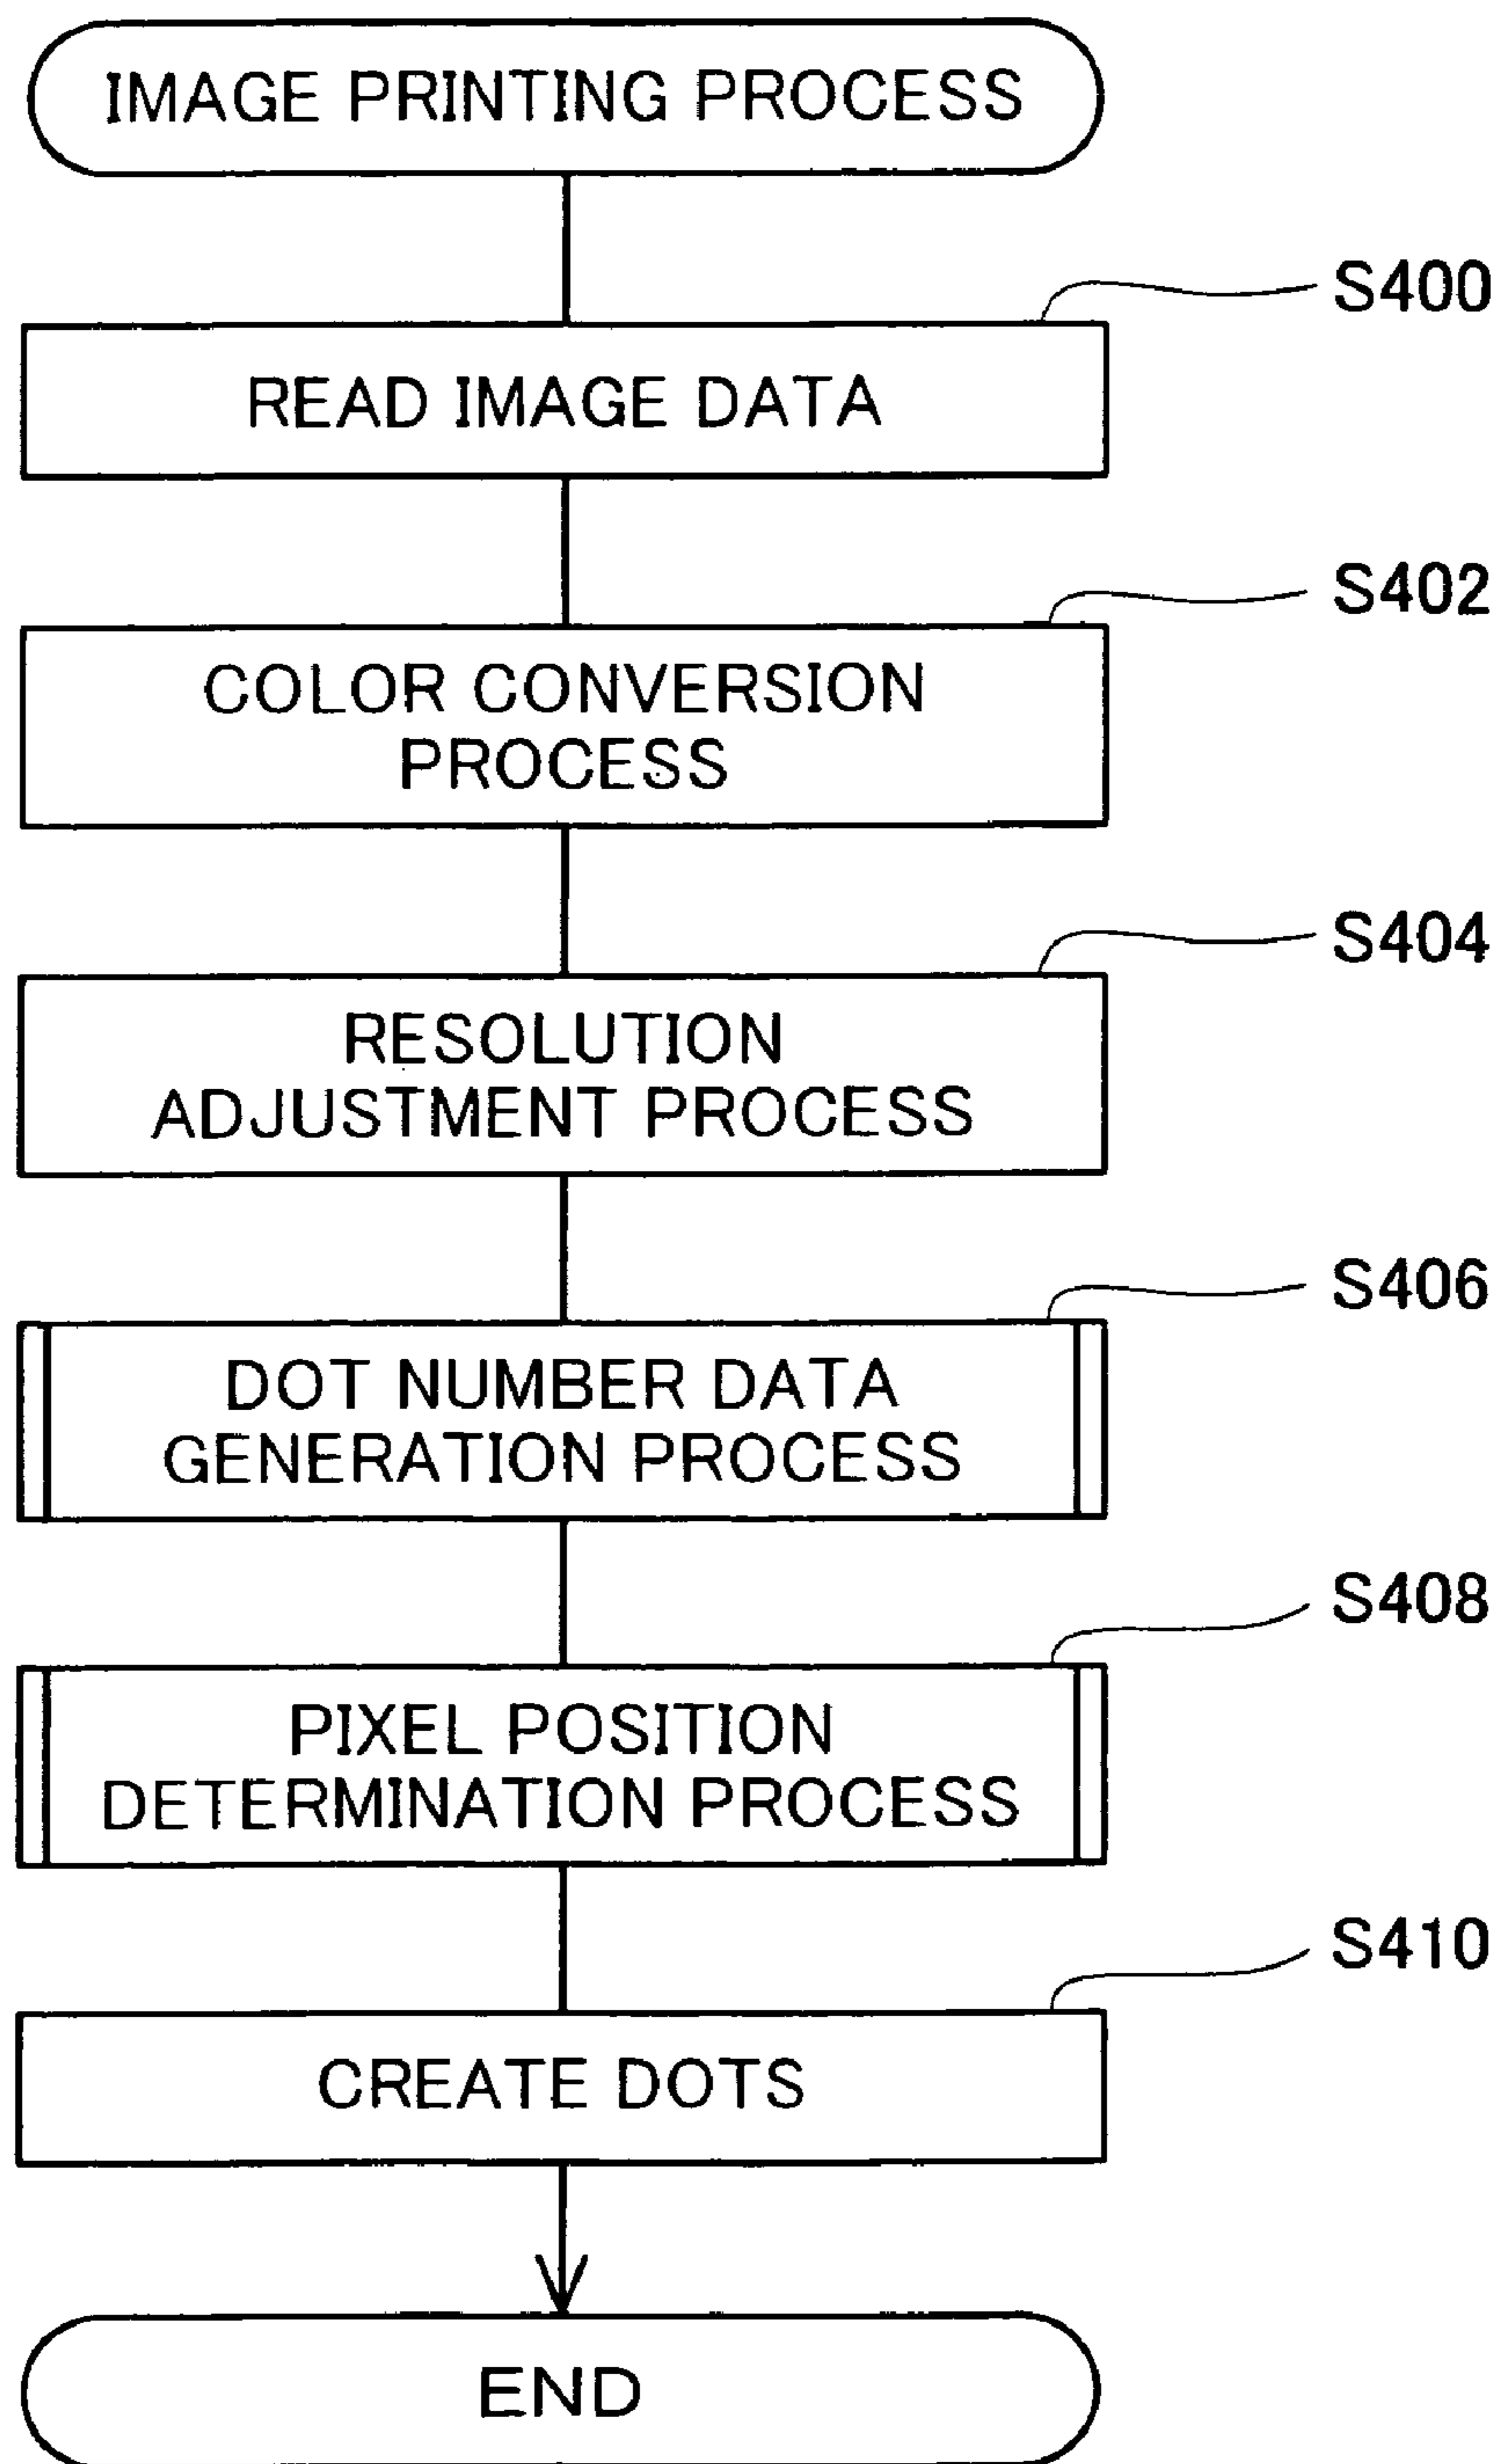 IMAGE PRINTING PROCESS
S400
READ IMAGE DATA
S402
COLOR CONVERSION
PROCESS
S404
RESOLUTION
ADJUSTMENT PROCESS
S406
DOT NUMBER DATA
GENERATION PROCESS
S408
PIXEL POSITION
DETERMINATION PROCESS
S410
CREATE DOTS
END